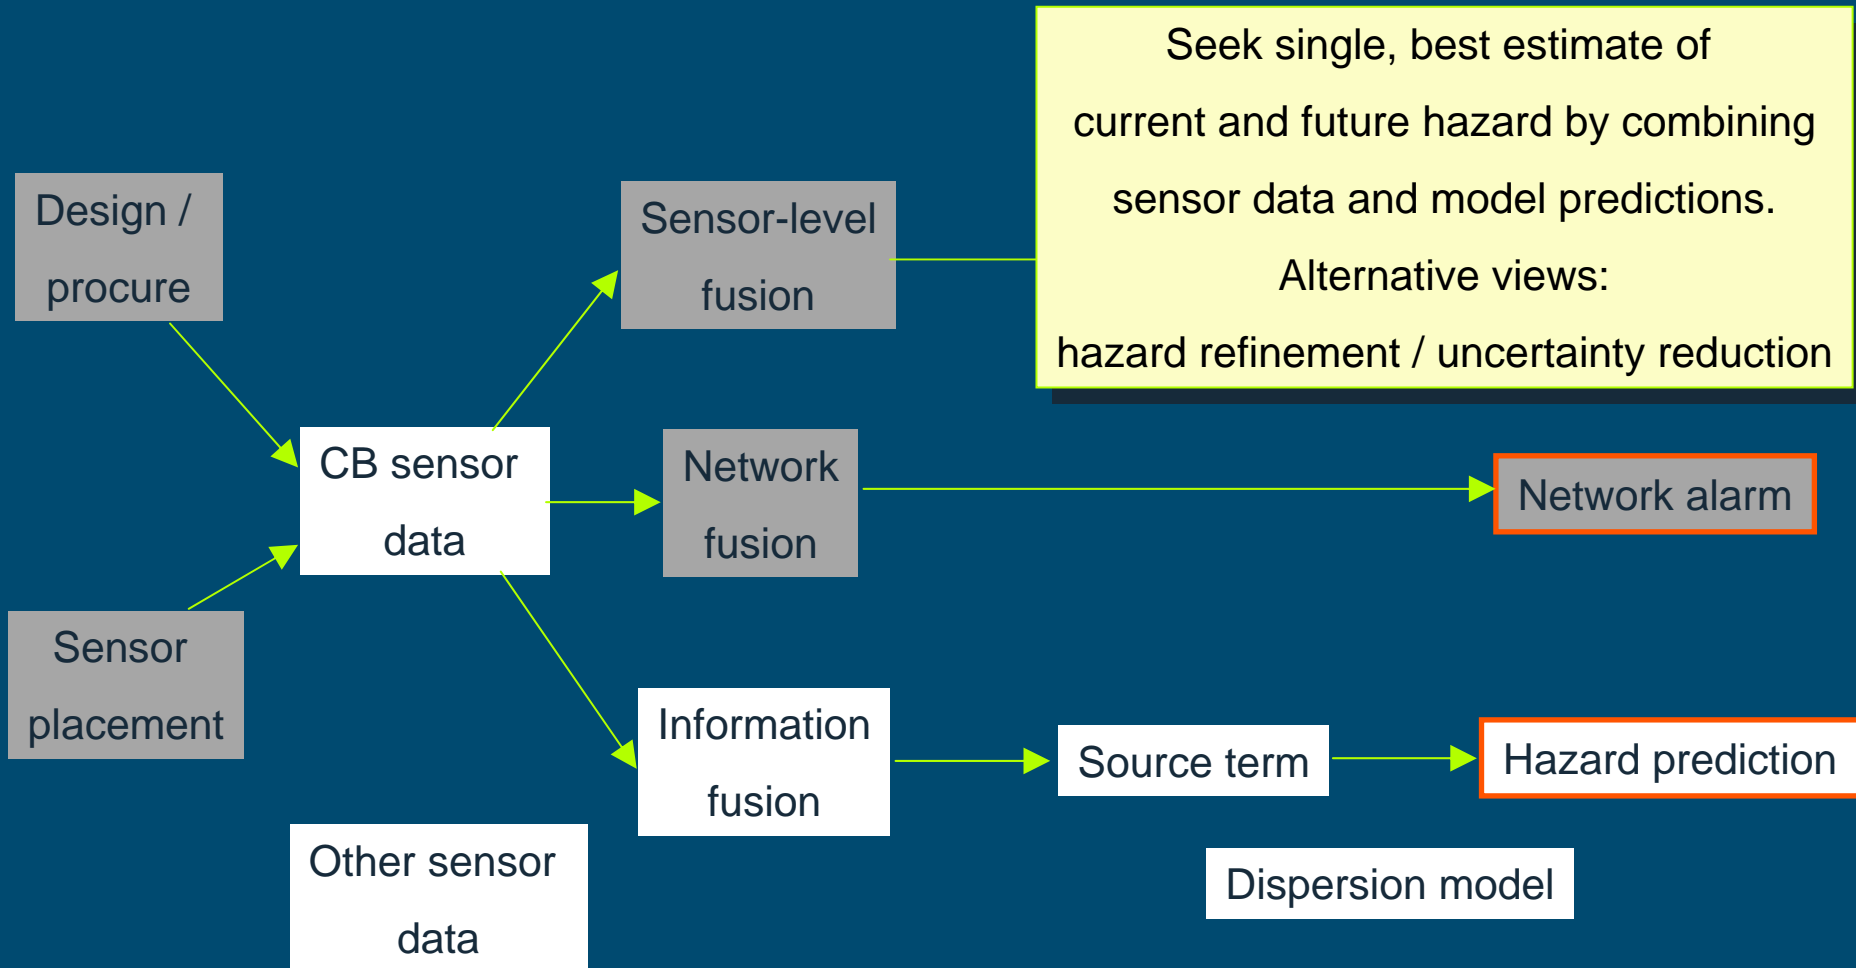 Seek single, best estimate of
current and future hazard by combining
sensor data and model predictions.
Alternative views:
hazard refinement / uncertainty reduction
Design /
procure
Sensor-level
fusion
CB sensor
data
Network
fusion
Network alarm
Sensor
placement
Information
fusion
Source term
Hazard prediction
Other sensor
data
Dispersion model